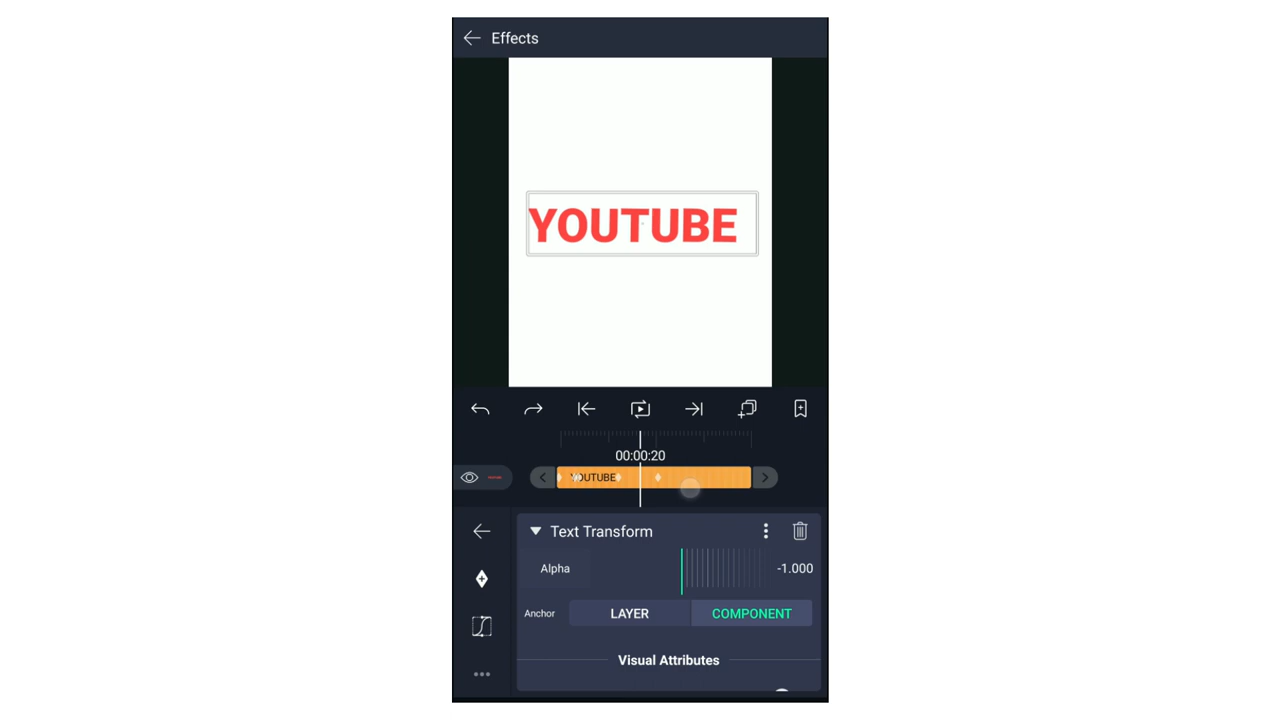 Effects
YOUTUBE
00:00:20
YOUTUBE
Text Transform
Alpha
-1.000
Anchor
LAYER
COMPONENT
Visual Attributes